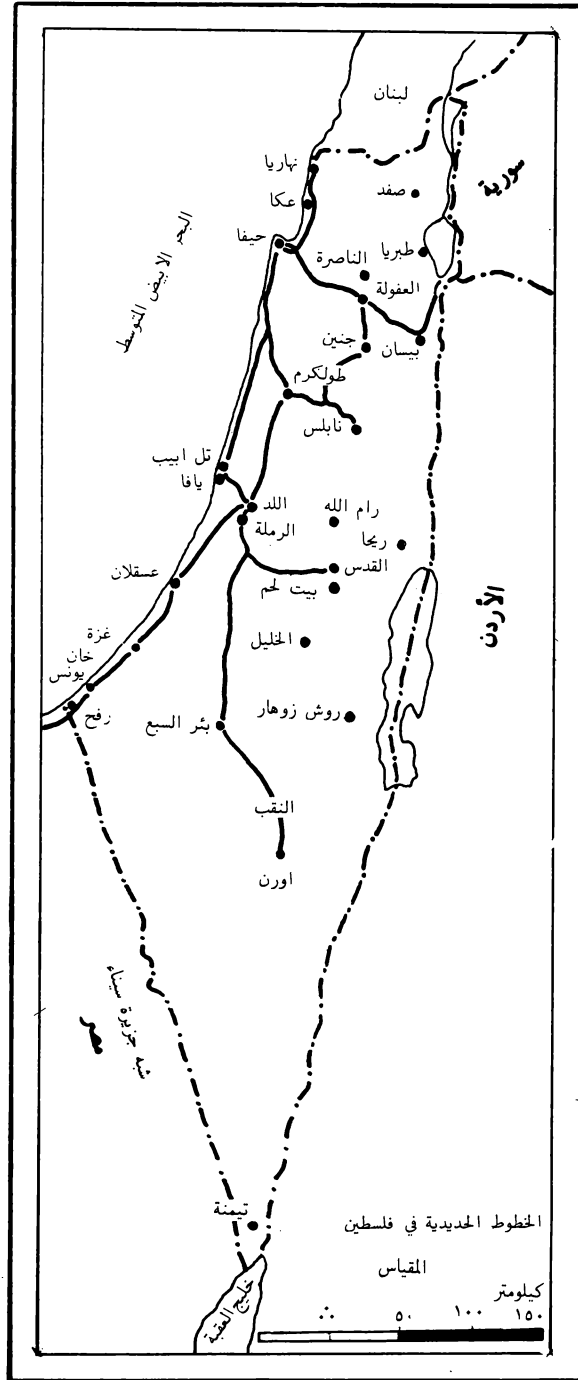 لبنان
سورية
نهاريا
عكا
صفد
حيفا
طبريا
الناصرة
العفولة
البحر الابيض المتوسط
جنين
بيسان
طولكرم
نابلس
تل ابيب
يافا
اللد
الرملة
رام الله
ريحا
القدس
بيت لحم
عسقلان
الأردن
غزة
خان
يونس
الخليل
رفح
بئر السبع
روش زوهار
النقب
اورن
شبه جزيرة سيناء
مصر
تيمنة
خليج العقبة
الخطوط الحديدية في فلسطين
المقياس
كيلومتر
٠ ٥٠ ١٠٠ ١٥٠